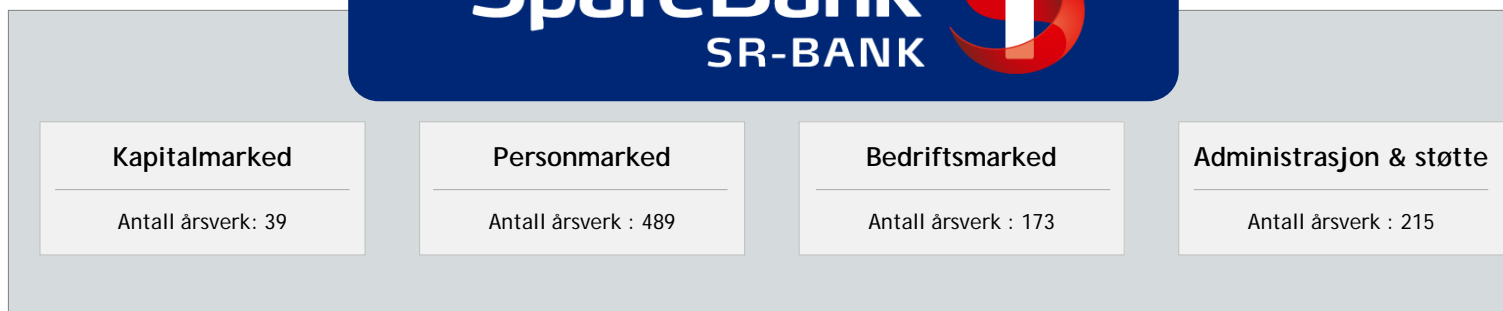 SpareBank
SR-BANK
Kapitalmarked
Antall årsverk: 39
Personmarked
Antall årsverk : 489
Bedriftsmarked
Antall årsverk : 173
Administrasjon & støtte
Antall årsverk : 215